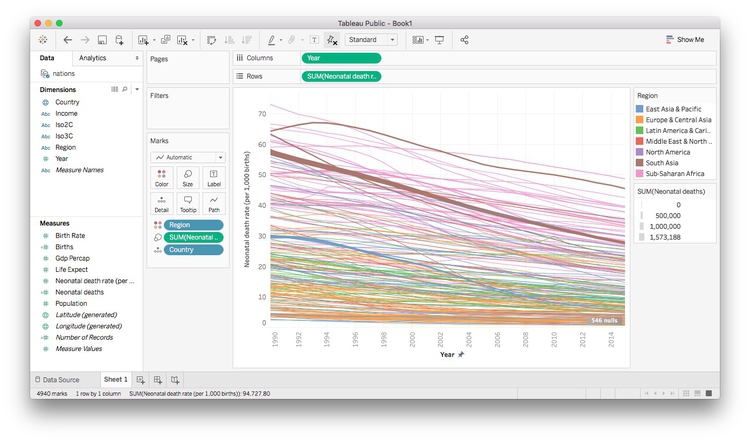 Tableau Public - Book1
Standard
Show Me
Data
Analytics
nations
Dimensions
Country
Abc Income
Abc Iso2C
Abc Iso3C
Abc Region
Year
Abc Measure Names
Measures
Birth Rate
Births
Gdp Percap
Life Expect
Neonatal death rate (per ...
Neonatal deaths
Population
Latitude (generated)
Longitude (generated)
Number of Records
Measure Values
Pages
Filters
Marks
Automatic
Color
Size
Label
Detail
Tooltip
Path
Region
SUM(Neonatal ..
Country
Columns
Year
Rows
SUM(Neonatal death r..
Neonatal death rate (per 1,000 births)
70
60
50
40
30
20
10
0
546 nulls
1990
1992
1994
1996
1998
2000
2002
2004
2006
2008
2010
2012
2014
Year
Region
East Asia & Pacific
Europe & Central Asia
Latin America & Cari..
Middle East & North ..
North America
South Asia
Sub-Saharan Africa
SUM(Neonatal deaths)
0
500,000
1,000,000
1,573,188
Data Source
Sheet 1
4940 marks
1 row by 1 column
SUM(Neonatal death rate (per 1,000 births)): 94,727.80